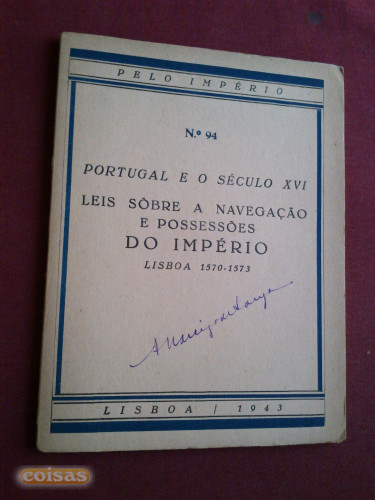 PELO IMPÉRIO
N.º 94
PORTUGAL E O SÉCULO XVI
LEIS SÔBRE A NAVEGAÇÃO
E POSSESSÕES
DO IMPÉRIO
LISBOA 1570-1573
LISBOA / 1943
coisas